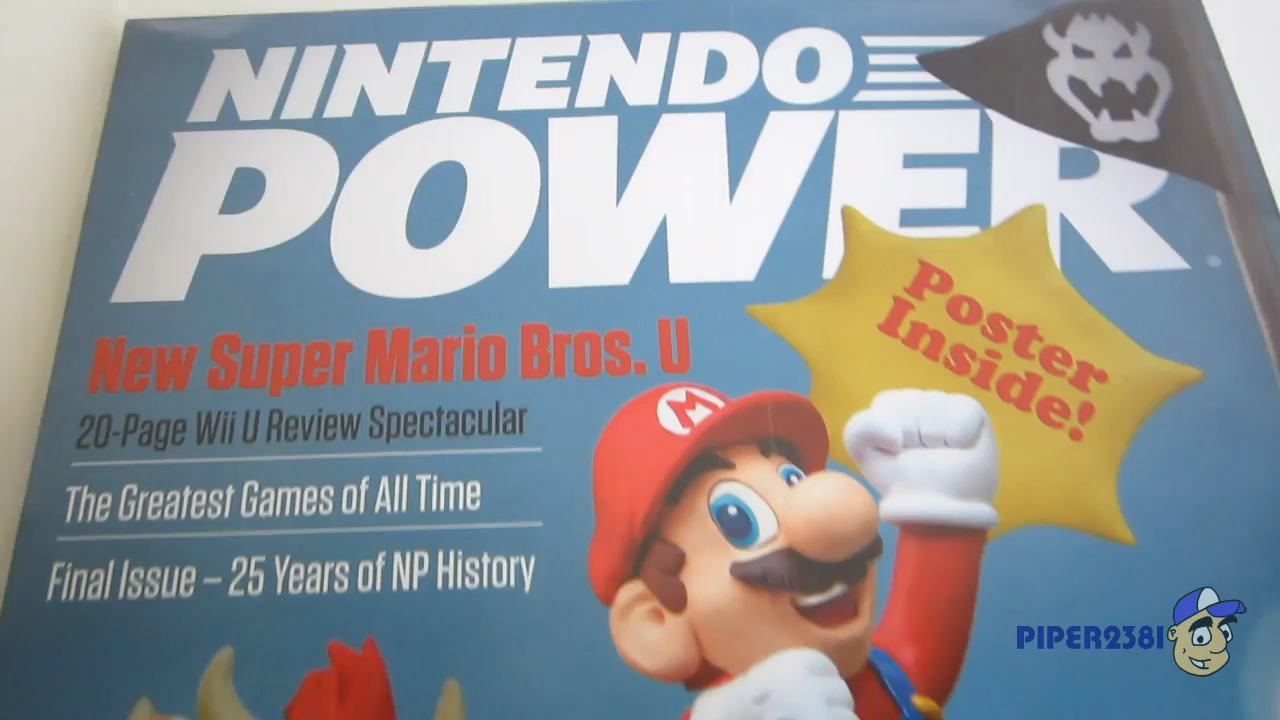 NINTENDO
POWER
Poster
Inside!
New Super Mario Bros. U
20-Page Wii U Review Spectacular
The Greatest Games of All Time
Final Issue – 25 Years of NP History
M
PIPER2381